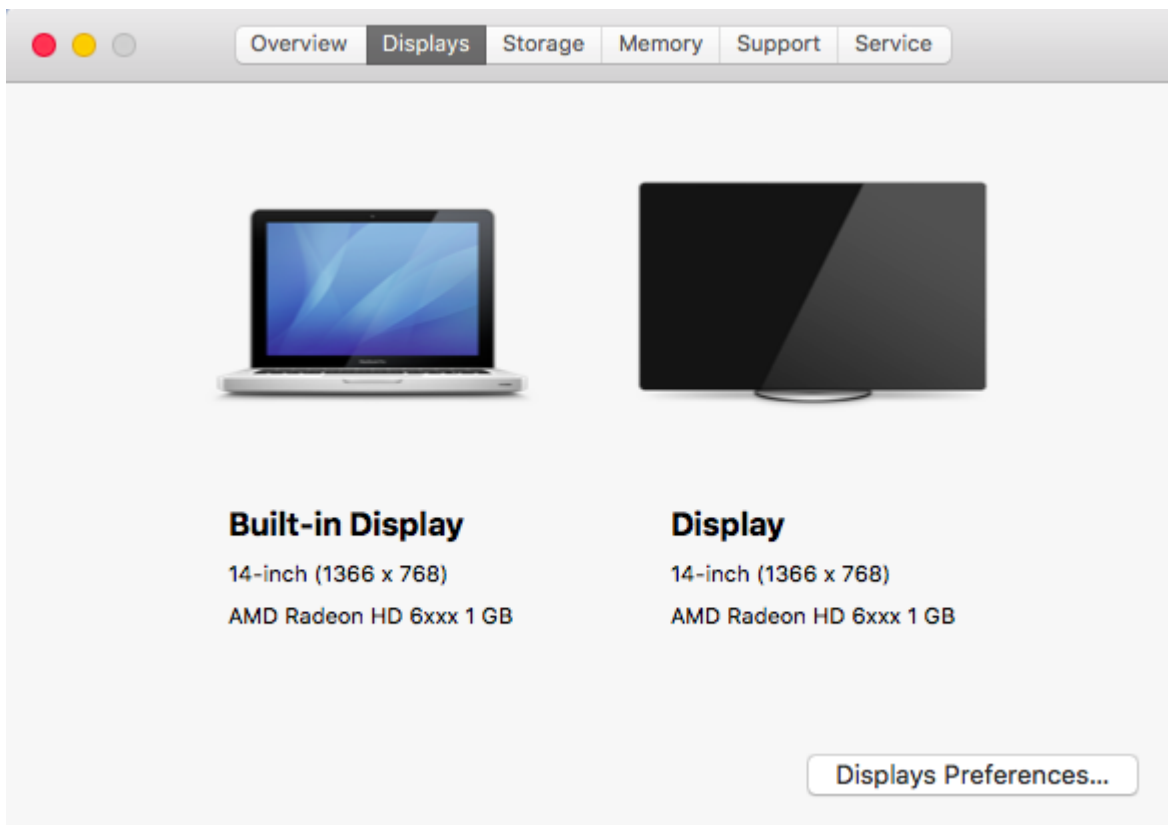 Overview Displays Storage Memory Support Service
Built-in Display
14-inch (1366 x 768)
AMD Radeon HD 6xxx 1 GB
Display
14-inch (1366 x 768)
AMD Radeon HD 6xxx 1 GB
Displays Preferences...